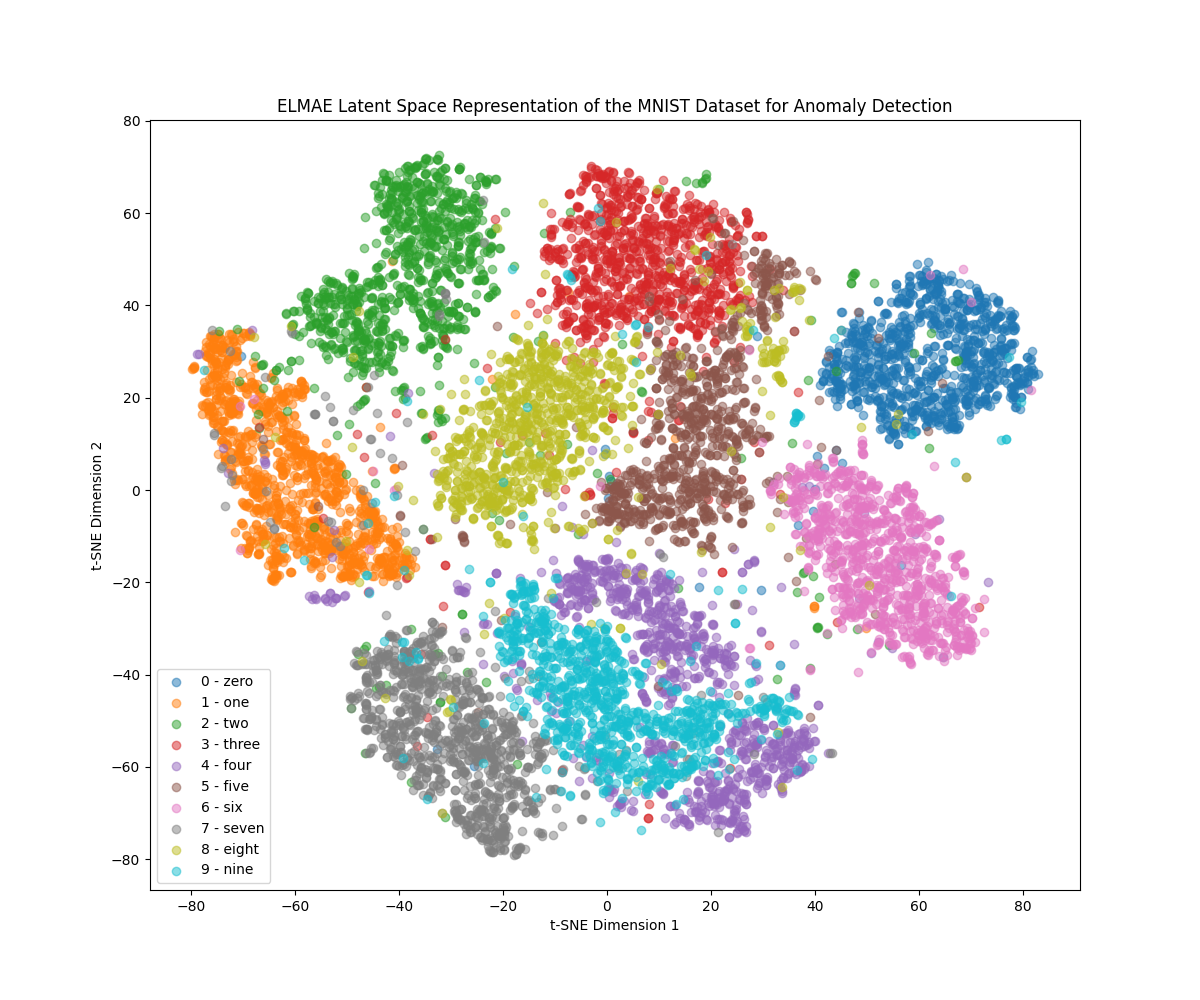 ELMAE Latent Space Representation of the MNIST Dataset for Anomaly Detection
80
60
40
20
0
−20
−40
−60
−80
t-SNE Dimension 2
0 - zero
1 - one
2 - two
3 - three
4 - four
5 - five
6 - six
7 - seven
8 - eight
9 - nine
−80 −60 −40 −20 0 20 40 60 80
t-SNE Dimension 1